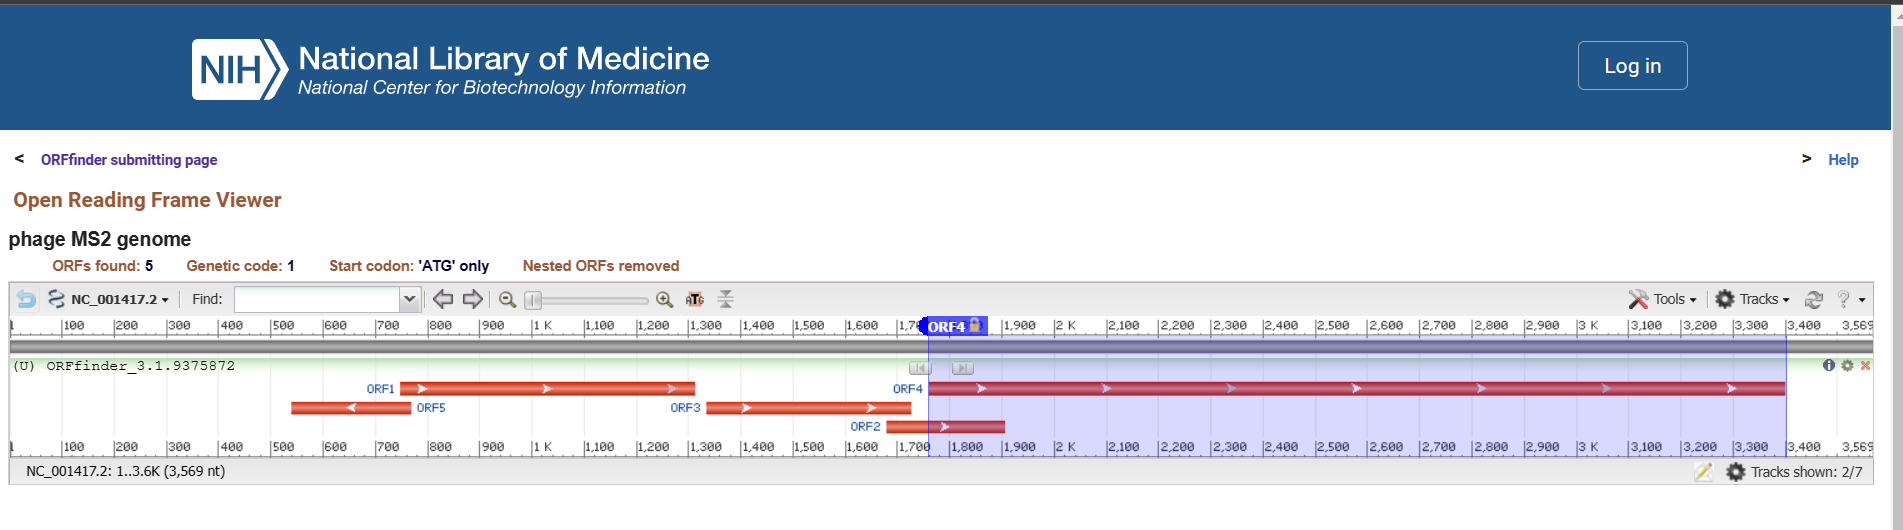 NIH National Library of Medicine
National Center for Biotechnology Information
Log in
< ORFfinder submitting page
> Help
Open Reading Frame Viewer
phage MS2 genome
ORFs found: 5 Genetic code: 1 Start codon: 'ATG' only Nested ORFs removed
NC_001417.2 Find: ATG Tools Tracks ?
1 100 200 300 400 500 600 700 800 900 1 K 1,100 1,200 1,300 1,400 1,500 1,600 ORF4 1,900 2 K 2,100 2,200 2,300 2,400 2,500 2,600 2,700 2,800 2,900 3 K 3,100 3,200 3,300 3,400 3,569
(U) ORFfinder_3.1.9375872
ORF1 ORF4
ORF5 ORF3
ORF2
1 100 200 300 400 500 600 700 800 900 1 K 1,100 1,200 1,300 1,400 1,500 1,600 1,700 1,800 1,900 2 K 2,100 2,200 2,300 2,400 2,500 2,600 2,700 2,800 2,900 3 K 3,100 3,200 3,300 3,400 3,569
NC_001417.2: 1..3.6K (3,569 nt) Tracks shown: 2/7